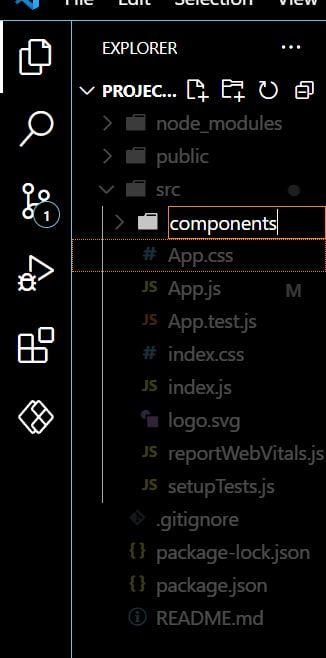 File Edit Selection View
EXPLORER ...
PROJEC...
node_modules
public
src
components
# App.css
JS App.js M
JS App.test.js
# index.css
JS index.js
logo.svg
JS reportWebVitals.js
JS setupTests.js
.gitignore
{} package-lock.json
{} package.json
README.md
1